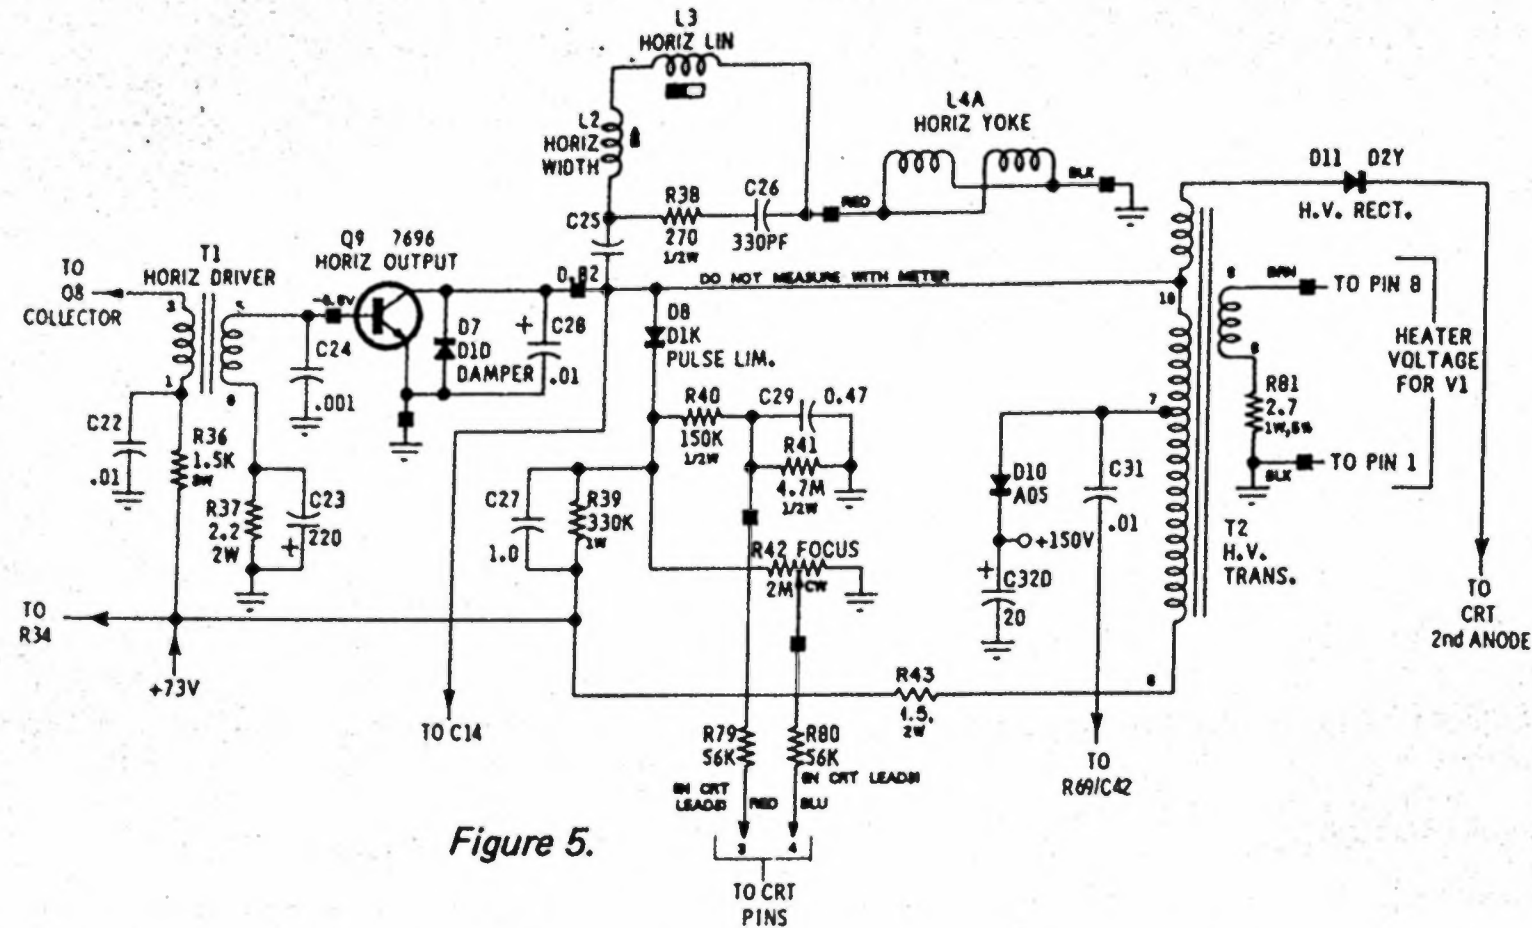 L3
HORIZ LIN
L2
HORIZ
WIDTH
L4A
HORIZ YOKE
BLK
RED
R38
270
1/2W
C26
330PF
C25
D11 D2Y
H.V. RECT.
Q9 7696
HORIZ OUTPUT
T1
HORIZ DRIVER
TO
Q8
COLLECTOR
3
5
1
6
C24
.001
D7
D1D
DAMPER
+
C28
.01
DO NOT MEASURE WITH METER
D8
D1K
PULSE LIM.
10
9
BRN
TO PIN 8
HEATER
VOLTAGE
FOR V1
R81
2.7
1W,5%
BLK
TO PIN 1
C22
.01
R36
1.5K
R37
2.2
2W
C23
220
+
R40
150K
1/2W
C29
0.47
R41
4.7M
1/2W
C27
1.0
R39
330K
1W
R42 FOCUS
2M
CW
7
D10
A05
+150V
+
C32D
20
C31
.01
T2
H.V.
TRANS.
TO
CRT
2nd ANODE
TO
R34
+73V
TO C14
R43
1.5,
2W
TO
R69/C42
R79
56K
R80
56K
RED
BLU
3
4
TO CRT
PINS
Figure 5.